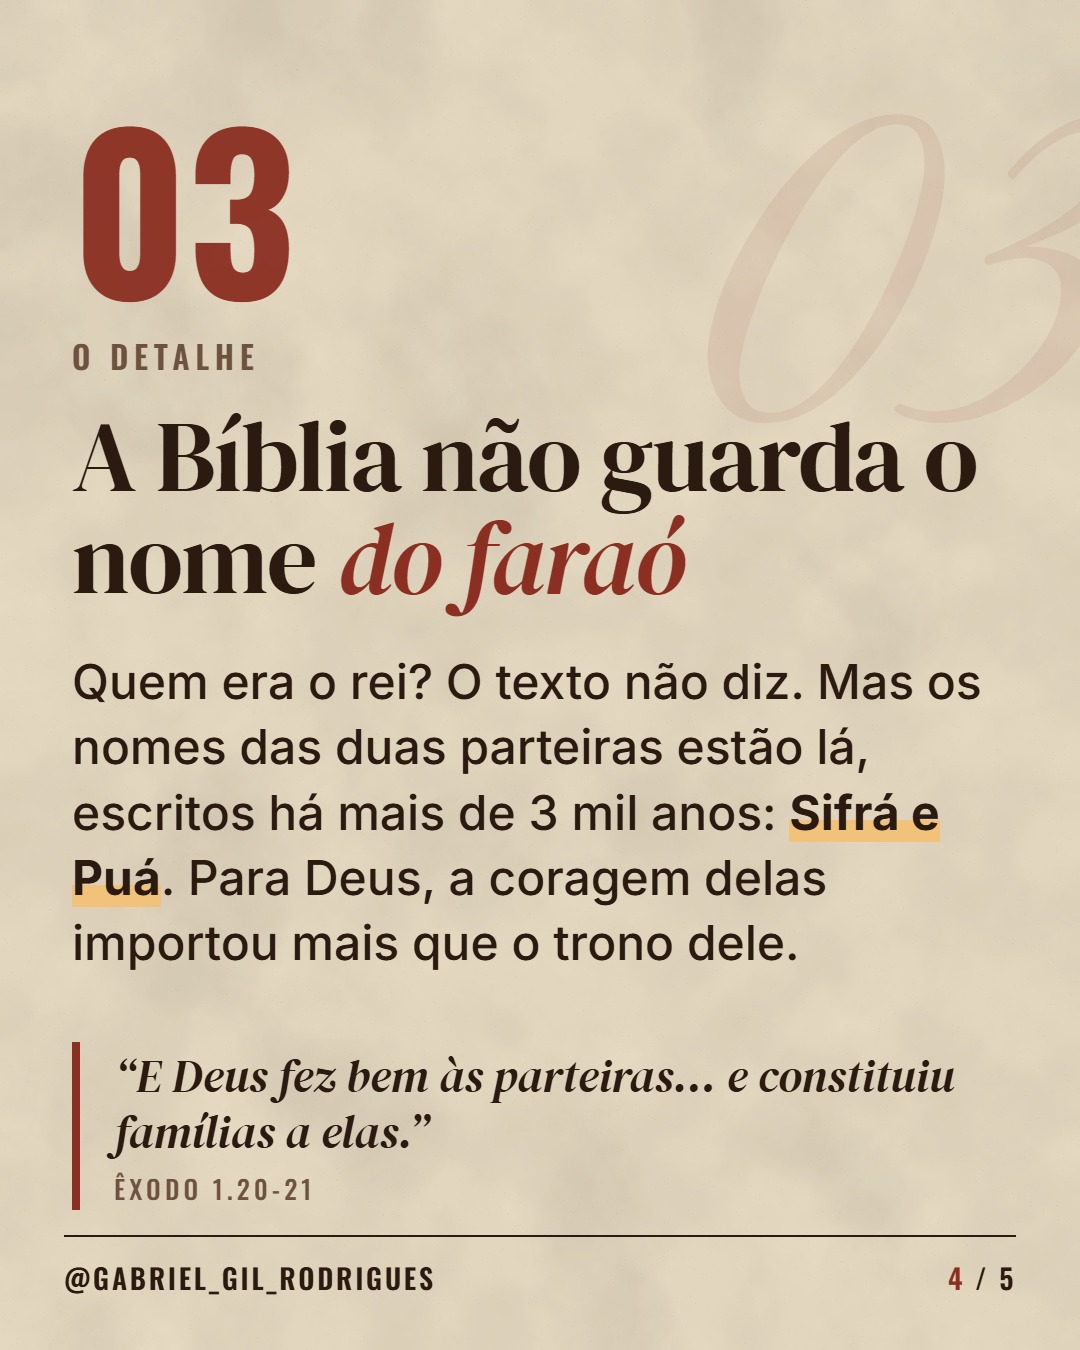 03
03
O DETALHE
A Bíblia não guarda o
nome do faraó
Quem era o rei? O texto não diz. Mas os
nomes das duas parteiras estão lá,
escritos há mais de 3 mil anos: Sifrá e
Puá. Para Deus, a coragem delas
importou mais que o trono dele.
“E Deus fez bem às parteiras... e constituiu
famílias a elas.”
ÊXODO 1.20-21
@GABRIEL_GIL_RODRIGUES
4 / 5